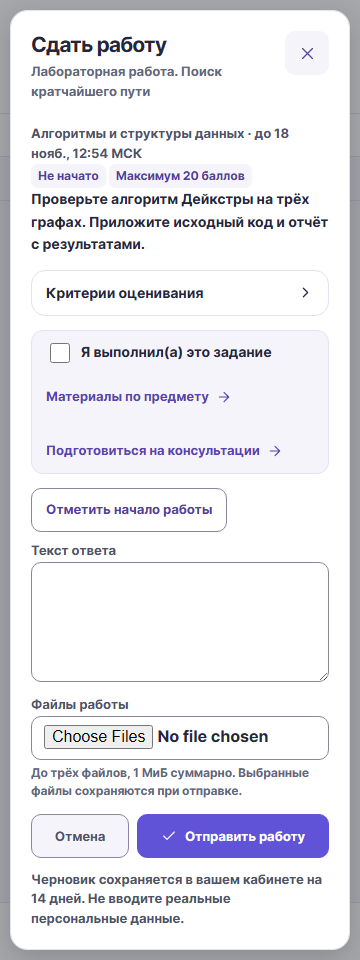 Сдать работу
Лабораторная работа. Поиск
кратчайшего пути
Алгоритмы и структуры данных · до 18
нояб., 12:54 МСК
Не начато Максимум 20 баллов
Проверьте алгоритм Дейкстры на трёх
графах. Приложите исходный код и отчёт
с результатами.
Критерии оценивания
Я выполнил(а) это задание
Материалы по предмету →
Подготовиться на консультации →
Отметить начало работы
Текст ответа
Файлы работы
Choose Files No file chosen
До трёх файлов, 1 МиБ суммарно. Выбранные
файлы сохраняются при отправке.
Отмена Отправить работу
Черновик сохраняется в вашем кабинете на
14 дней. Не вводите реальные
персональные данные.